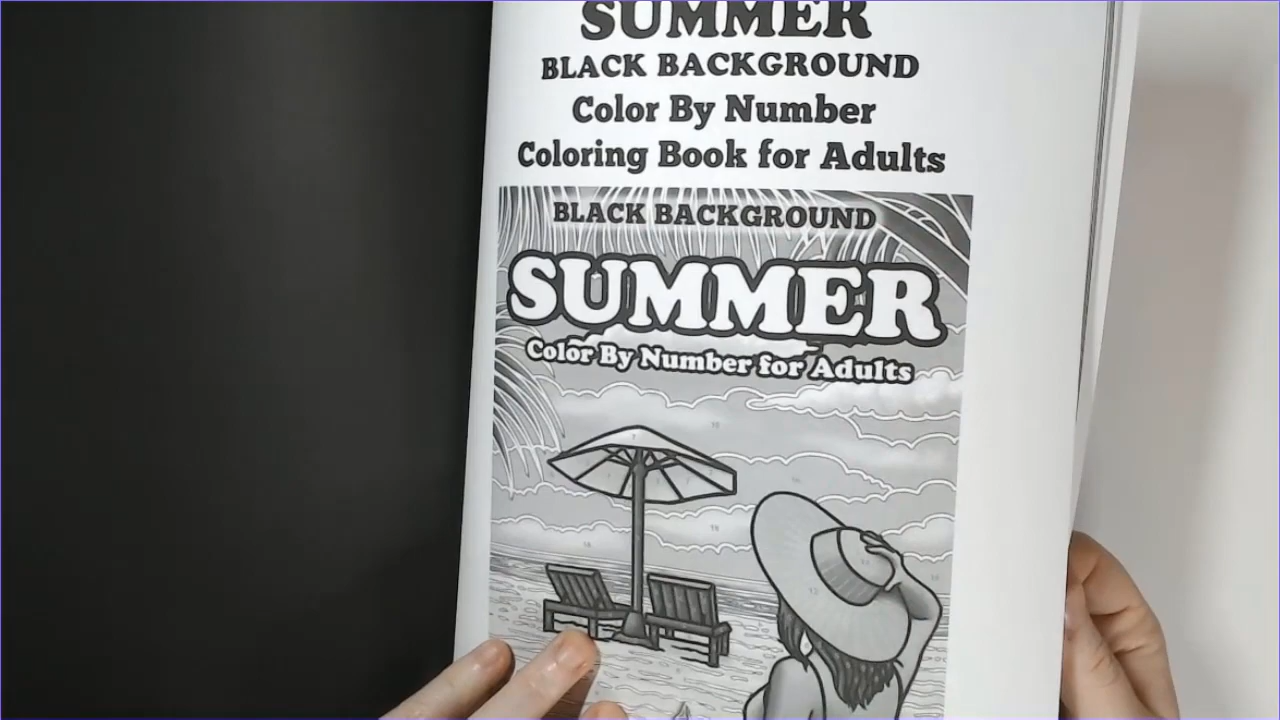 SUMMER
BLACK BACKGROUND
Color By Number
Coloring Book for Adults
BLACK BACKGROUND
SUMMER
Color By Number for Adults